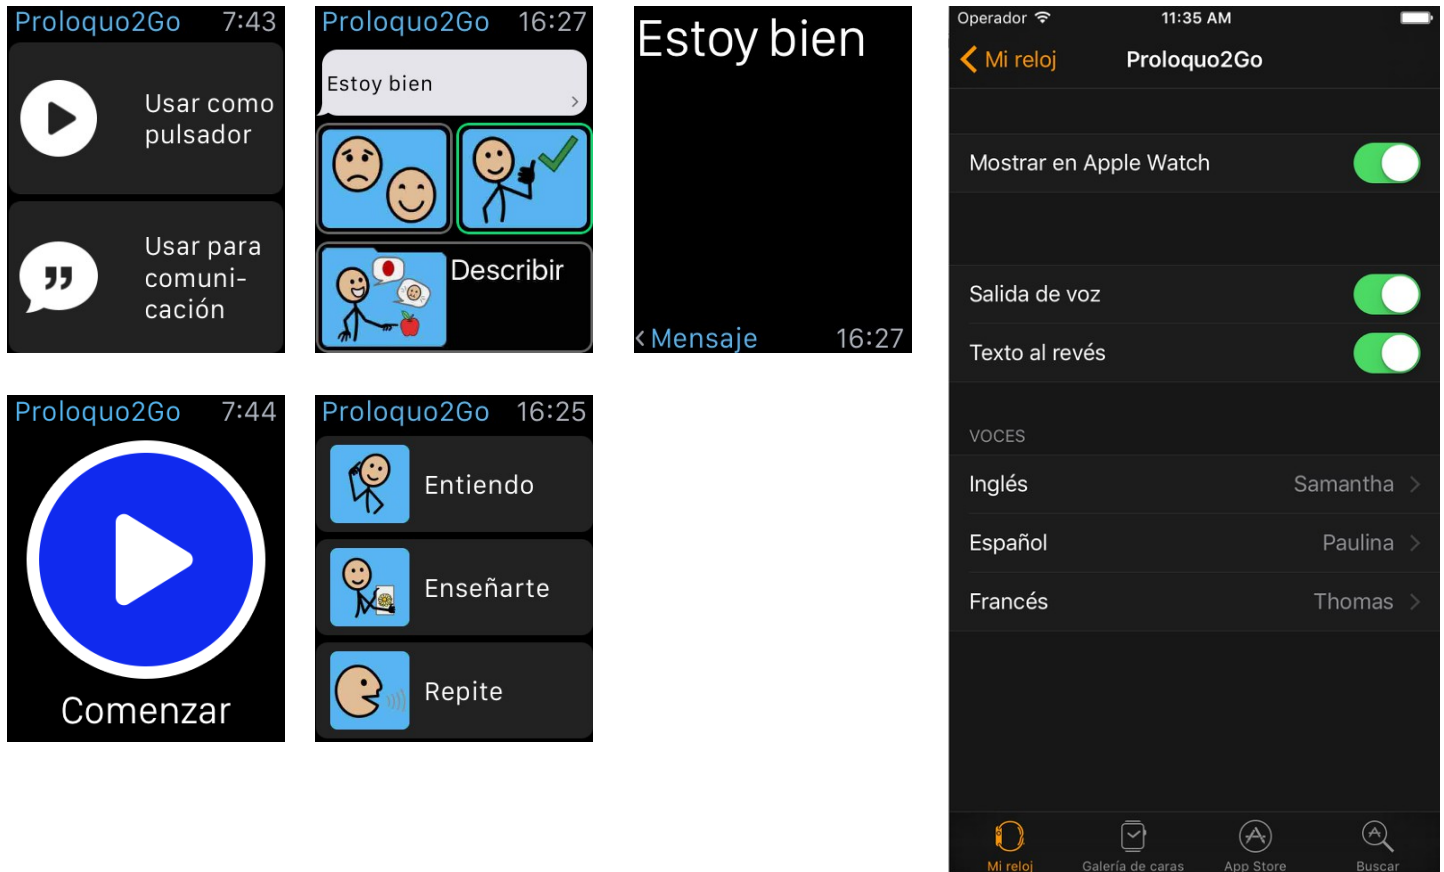 Proloquo2Go 7:43
Usar como
pulsador
Usar para
comuni-
cación
Proloquo2Go 16:27
Estoy bien
Describir
Estoy bien
Mensaje 16:27
Proloquo2Go 7:44
Comenzar
Proloquo2Go 16:25
Entiendo
Enseñarte
Repite
Operador 11:35 AM
Mi reloj Proloquo2Go
Mostrar en Apple Watch
Salida de voz
Texto al revés
VOCES
Inglés Samantha
Español Paulina
Francés Thomas
Mi reloj Galería de caras App Store Buscar